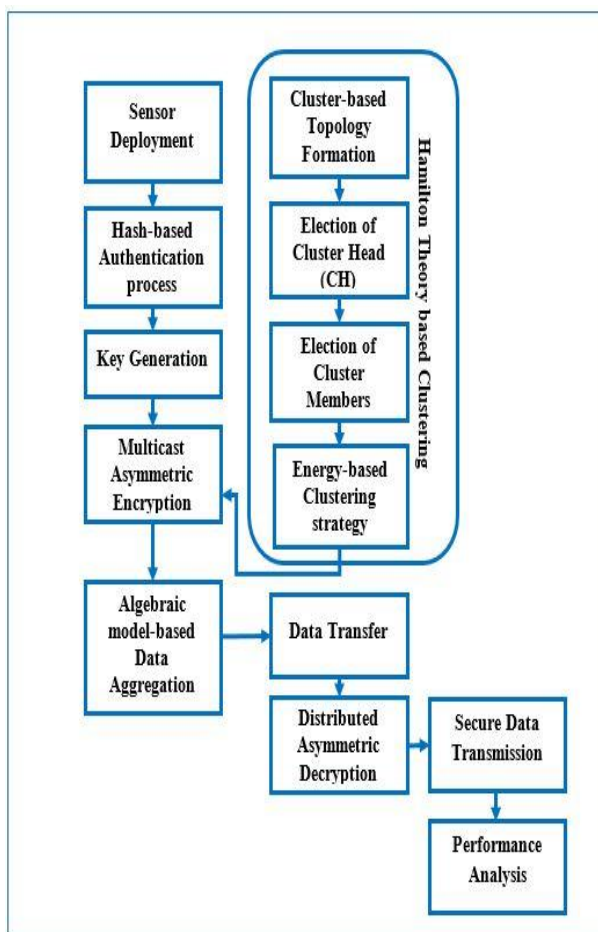 Sensor
Deployment
Hash-based
Authentication
process
Key Generation
Multicast
Asymmetric
Encryption
Algebraic
model-based
Data
Aggregation
Cluster-based
Topology
Formation
Election of
Cluster Head
(CH)
Election of
Cluster
Members
Energy-based
Clustering
strategy
Hamilton Theory based Clustering
Data Transfer
Distributed
Asymmetric
Decryption
Secure Data
Transmission
Performance
Analysis